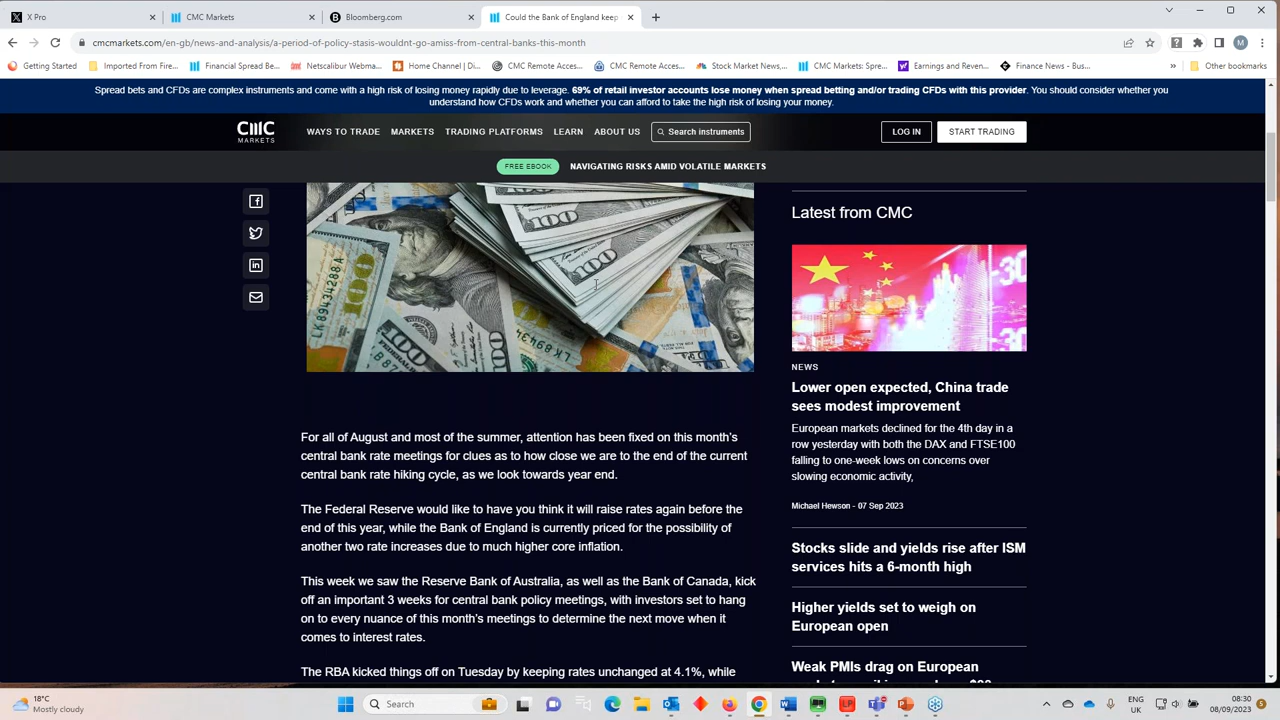 X Pro
CMC Markets
Bloomberg.com
Could the Bank of England keep
cmcmarkets.com/en-gb/news-and-analysis/a-period-of-policy-stasis-wouldnt-go-amiss-from-central-banks-this-month
M
Getting Started
Imported From Fire...
Financial Spread Be...
Netscalibur Webma...
Home Channel | Di...
CMC Remote Acces...
CMC Remote Acces...
Stock Market News,...
CMC Markets: Spre...
Earnings and Reven...
Finance News - Bus...
»
Other bookmarks
Spread bets and CFDs are complex instruments and come with a high risk of losing money rapidly due to leverage. 69% of retail investor accounts lose money when spread betting and/or trading CFDs with this provider. You should consider whether you
understand how CFDs work and whether you can afford to take the high risk of losing your money.
CMC MARKETS
WAYS TO TRADE
MARKETS
TRADING PLATFORMS
LEARN
ABOUT US
Search instruments
LOG IN
START TRADING
FREE EBOOK
NAVIGATING RISKS AMID VOLATILE MARKETS
100
100
100
100
100
LK89434288A
LK894434
For all of August and most of the summer, attention has been fixed on this month's
central bank rate meetings for clues as to how close we are to the end of the current
central bank rate hiking cycle, as we look towards year end.
The Federal Reserve would like to have you think it will raise rates again before the
end of this year, while the Bank of England is currently priced for the possibility of
another two rate increases due to much higher core inflation.
This week we saw the Reserve Bank of Australia, as well as the Bank of Canada, kick
off an important 3 weeks for central bank policy meetings, with investors set to hang
on to every nuance of this month's meetings to determine the next move when it
comes to interest rates.
The RBA kicked things off on Tuesday by keeping rates unchanged at 4.1%, while
Latest from CMC
NEWS
Lower open expected, China trade
sees modest improvement
European markets declined for the 4th day in a
row yesterday with both the DAX and FTSE100
falling to one-week lows on concerns over
slowing economic activity,
Michael Hewson - 07 Sep 2023
Stocks slide and yields rise after ISM
services hits a 6-month high
Higher yields set to weigh on
European open
Weak PMIs drag on European
18°C
Mostly cloudy
Search
ENG
UK
08:30
08/09/2023